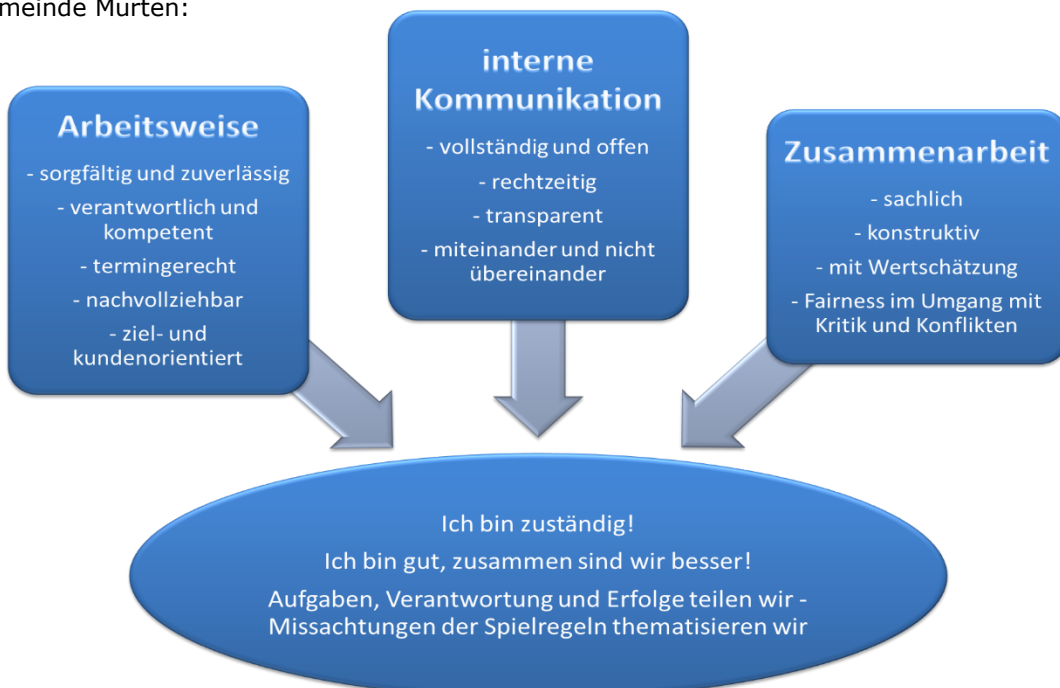 meinde Murten:
Arbeitsweise
- sorgfältig und zuverlässig
- verantwortlich und
kompetent
- termingerecht
- nachvollziehbar
- ziel- und
kundenorientiert
interne
Kommunikation
- vollständig und offen
- rechtzeitig
- transparent
- miteinander und nicht
übereinander
Zusammenarbeit
- sachlich
- konstruktiv
- mit Wertschätzung
- Fairness im Umgang mit
Kritik und Konflikten
Ich bin zuständig!
Ich bin gut, zusammen sind wir besser!
Aufgaben, Verantwortung und Erfolge teilen wir -
Missachtungen der Spielregeln thematisieren wir